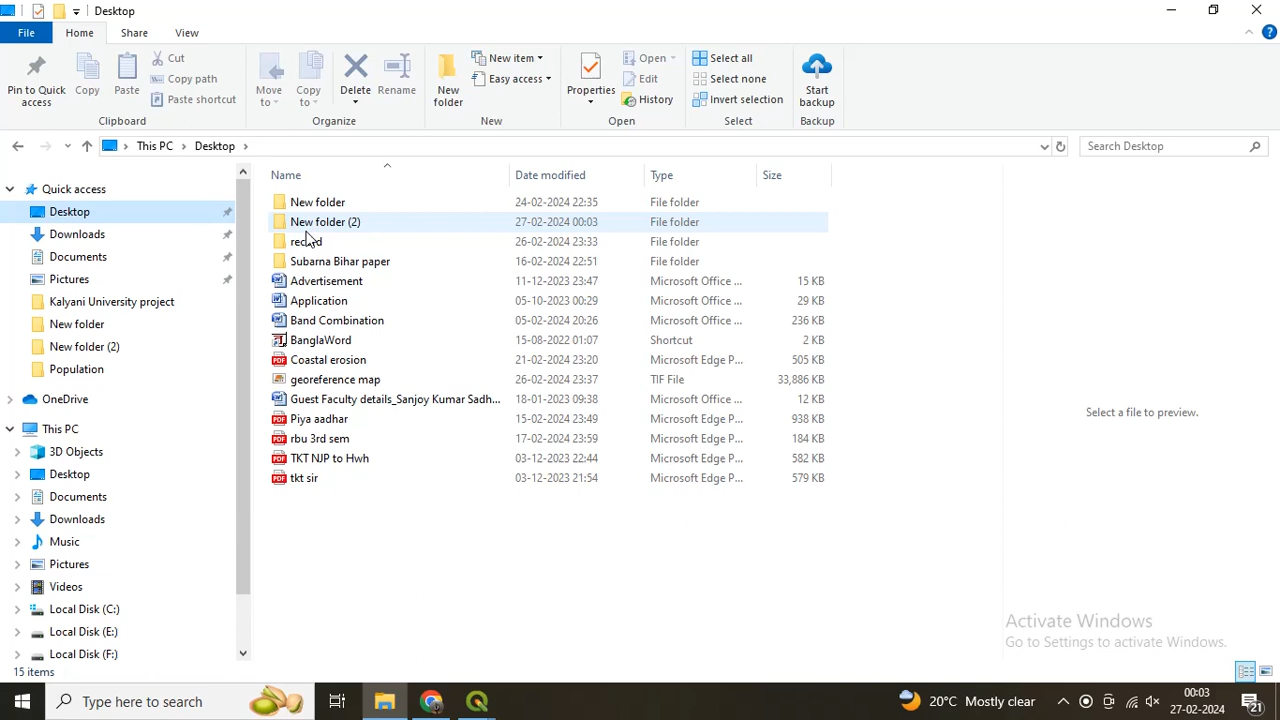 Desktop
File Home Share View
Pin to Quick access
Copy
Paste
Cut
Copy path
Paste shortcut
Clipboard
Move to
Copy to
Delete
Rename
Organize
New folder
New item
Easy access
New
Properties
Open
Edit
History
Open
Select all
Select none
Invert selection
Select
Start backup
Backup
This PC > Desktop >
Search Desktop
Quick access
Desktop
Downloads
Documents
Pictures
Kalyani University project
New folder
New folder (2)
Population
OneDrive
This PC
3D Objects
Desktop
Documents
Downloads
Music
Pictures
Videos
Local Disk (C:)
Local Disk (E:)
Local Disk (F:)
Name Date modified Type Size
New folder 24-02-2024 22:35 File folder
New folder (2) 27-02-2024 00:03 File folder
26-02-2024 23:33 File folder
Subarna Bihar paper 16-02-2024 22:51 File folder
Advertisement 11-12-2023 23:47 Microsoft Office ... 15 KB
Application 05-10-2023 00:29 Microsoft Office ... 29 KB
Band Combination 05-02-2024 20:26 Microsoft Office ... 236 KB
BanglaWord 15-08-2022 01:07 Shortcut 2 KB
Coastal erosion 21-02-2024 23:20 Microsoft Edge P... 505 KB
georeference map 26-02-2024 23:37 TIF File 33,886 KB
Guest Faculty details_Sanjoy Kumar Sadh... 18-01-2023 09:38 Microsoft Office ... 12 KB
Piya aadhar 15-02-2024 23:49 Microsoft Edge P... 938 KB
rbu 3rd sem 17-02-2024 23:59 Microsoft Edge P... 184 KB
TKT NJP to Hwh 03-12-2023 22:44 Microsoft Edge P... 582 KB
tkt sir 03-12-2023 21:54 Microsoft Edge P... 579 KB
Select a file to preview.
Activate Windows
Go to Settings to activate Windows.
15 items
Type here to search
20°C Mostly clear
00:03
27-02-2024
21